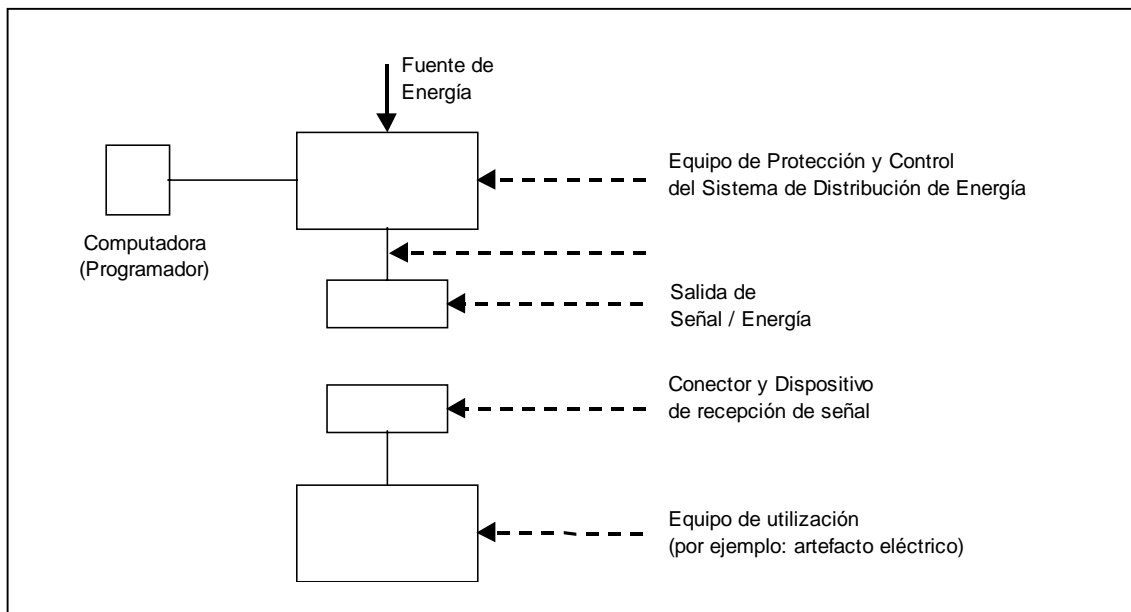 Fuente de
Energía
Equipo de Protección y Control
del Sistema de Distribución de Energía
Computadora
(Programador)
Salida de
Señal / Energía
Conector y Dispositivo
de recepción de señal
Equipo de utilización
(por ejemplo: artefacto eléctrico)